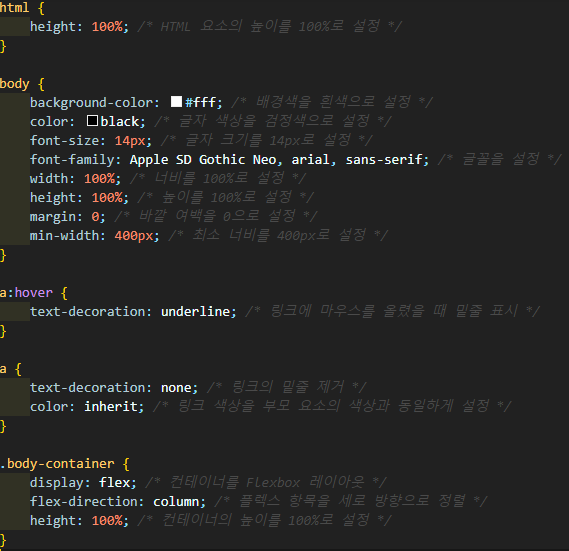 html {
height: 100%; /* HTML 요소의 높이를 100%로 설정 */
}
body {
background-color: #fff; /* 배경색을 흰색으로 설정 */
color: black; /* 글자 색상을 검정색으로 설정 */
font-size: 14px; /* 글자 크기를 14px로 설정 */
font-family: Apple SD Gothic Neo, arial, sans-serif; /* 글꼴을 설정 */
width: 100%; /* 너비를 100%로 설정 */
height: 100%; /* 높이를 100%로 설정 */
margin: 0; /* 바깥 여백을 0으로 설정 */
min-width: 400px; /* 최소 너비를 400px로 설정 */
}
a:hover {
text-decoration: underline; /* 링크에 마우스를 올렸을 때 밑줄 표시 */
}
a {
text-decoration: none; /* 링크의 밑줄 제거 */
color: inherit; /* 링크 색상을 부모 요소의 색상과 동일하게 설정 */
}
.body-container {
display: flex; /* 컨테이너를 Flexbox 레이아웃 */
flex-direction: column; /* 플렉스 항목을 세로 방향으로 정렬 */
height: 100%; /* 컨테이너의 높이를 100%로 설정 */
}